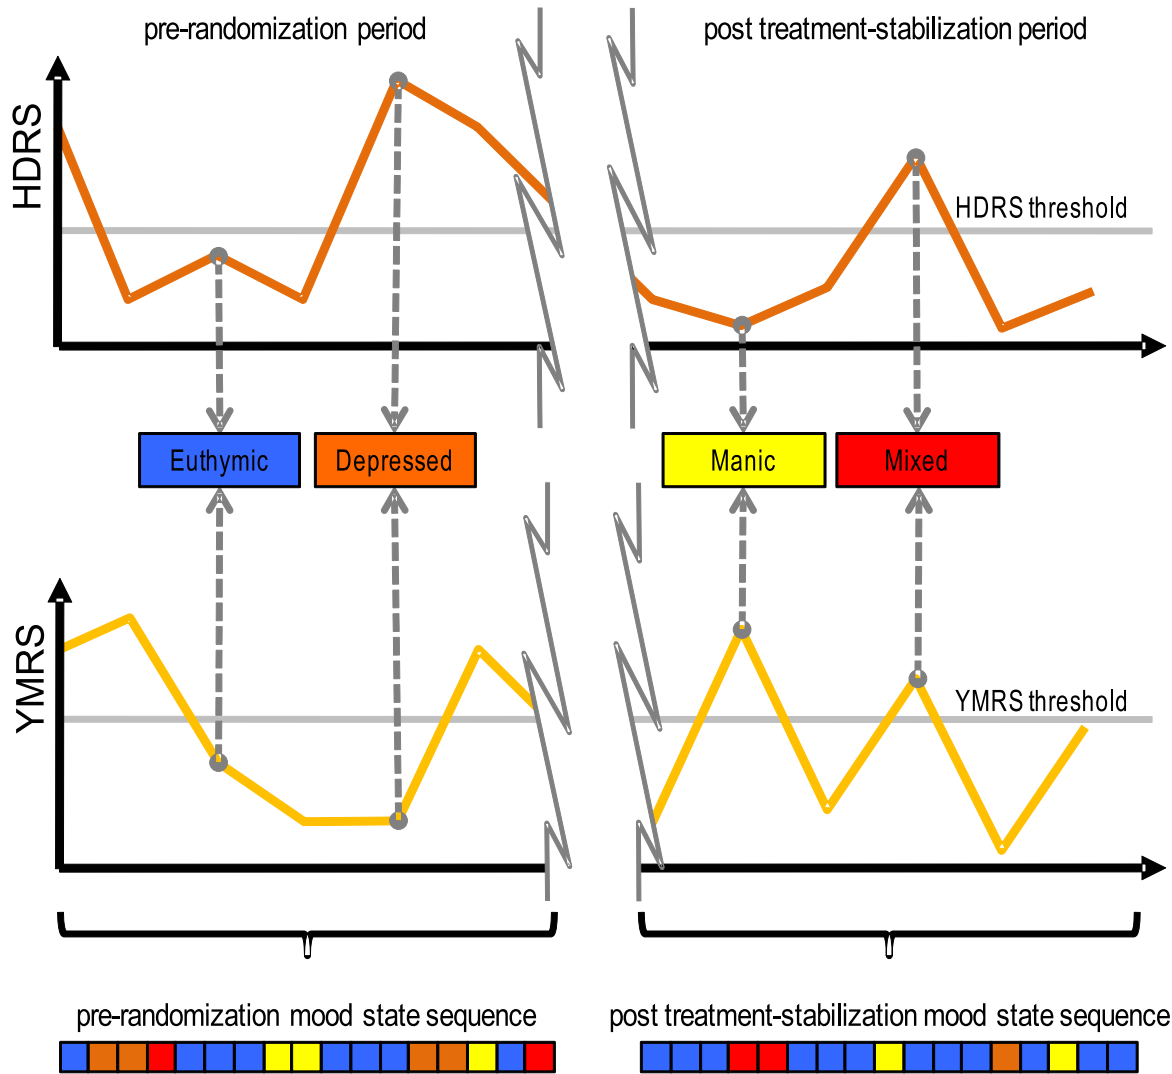 pre-randomization period
post treatment-stabilization period
HDRS
HDRS threshold
Euthymic
Depressed
Manic
Mixed
YMRS
YMRS threshold
pre-randomization mood state sequence
post treatment-stabilization mood state sequence